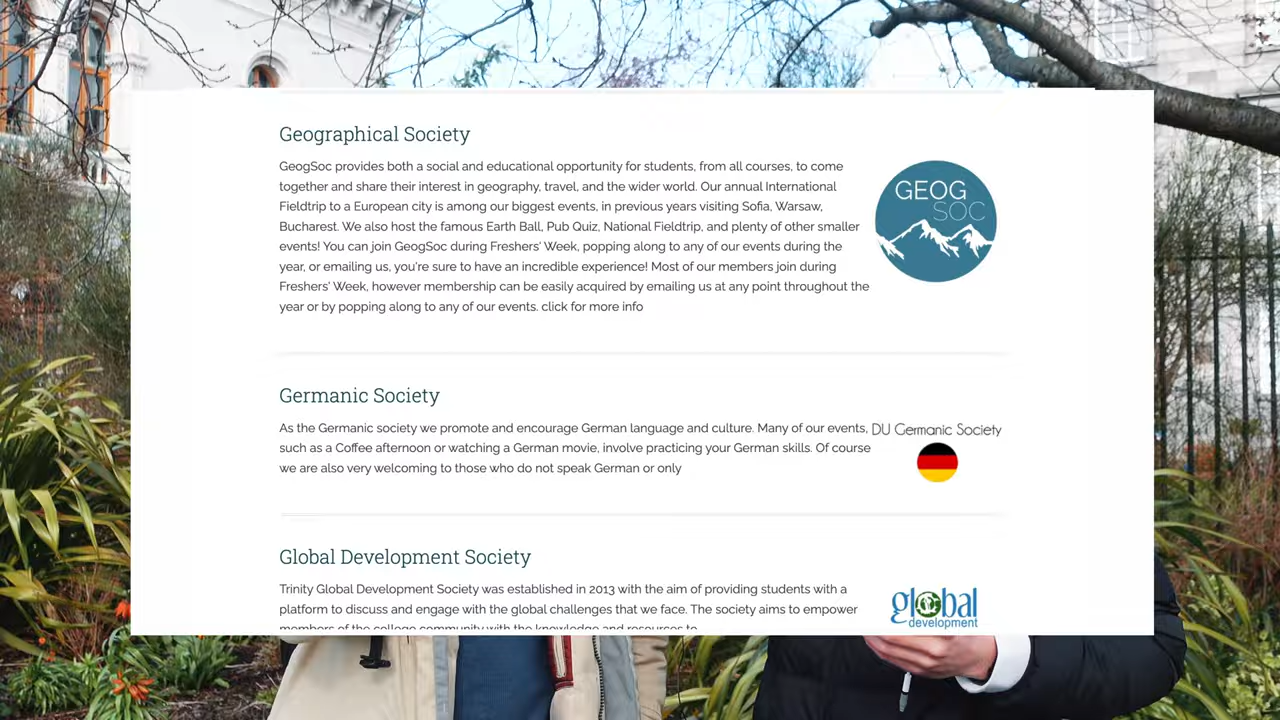 Geographical Society
GeogSoc provides both a social and educational opportunity for students, from all courses, to come
together and share their interest in geography, travel, and the wider world. Our annual International
Fieldtrip to a European city is among our biggest events, in previous years visiting Sofia, Warsaw,
Bucharest. We also host the famous Earth Ball, Pub Quiz, National Fieldtrip, and plenty of other smaller
events! You can join GeogSoc during Freshers' Week, popping along to any of our events during the
year, or emailing us, you're sure to have an incredible experience! Most of our members join during
Freshers' Week, however membership can be easily acquired by emailing us at any point throughout the
year or by popping along to any of our events. click for more info
GEOG
SOC
Germanic Society
As the Germanic society we promote and encourage German language and culture. Many of our events,
such as a Coffee afternoon or watching a German movie, involve practicing your German skills. Of course
we are also very welcoming to those who do not speak German or only
DU Germanic Society
Global Development Society
Trinity Global Development Society was established in 2013 with the aim of providing students with a
platform to discuss and engage with the global challenges that we face. The society aims to empower
members of the college community with the knowledge and resources to
global
development